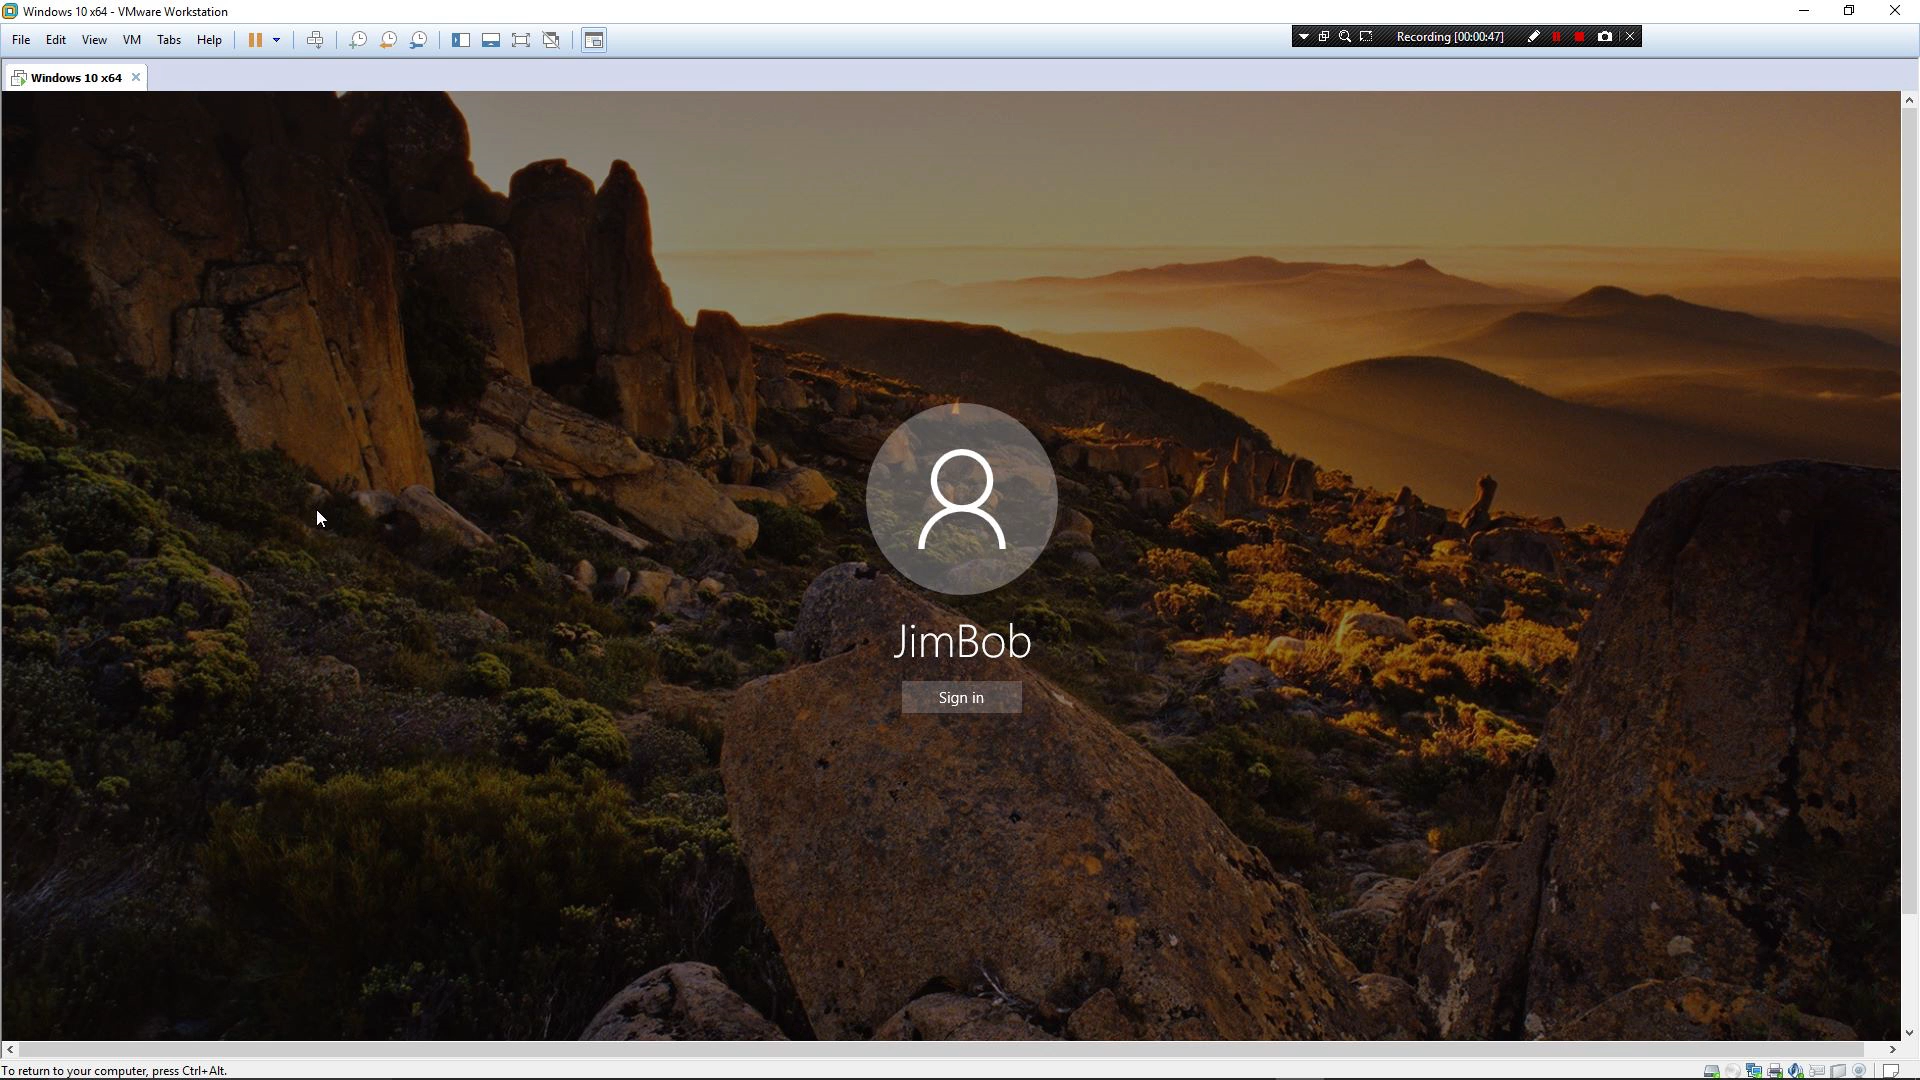 Windows 10 x64 - VMware Workstation
File Edit View VM Tabs Help
Recording [00:00:47]
Windows 10 x64
JimBob
Sign in
To return to your computer, press Ctrl+Alt.